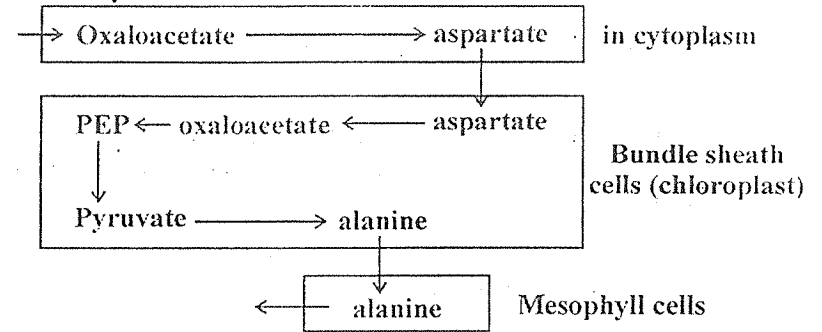 Oxaloacetate aspartate in cytoplasm
PEP oxaloacetate aspartate
Bundle sheath
cells (chloroplast)
Pyruvate alanine
alanine Mesophyll cells